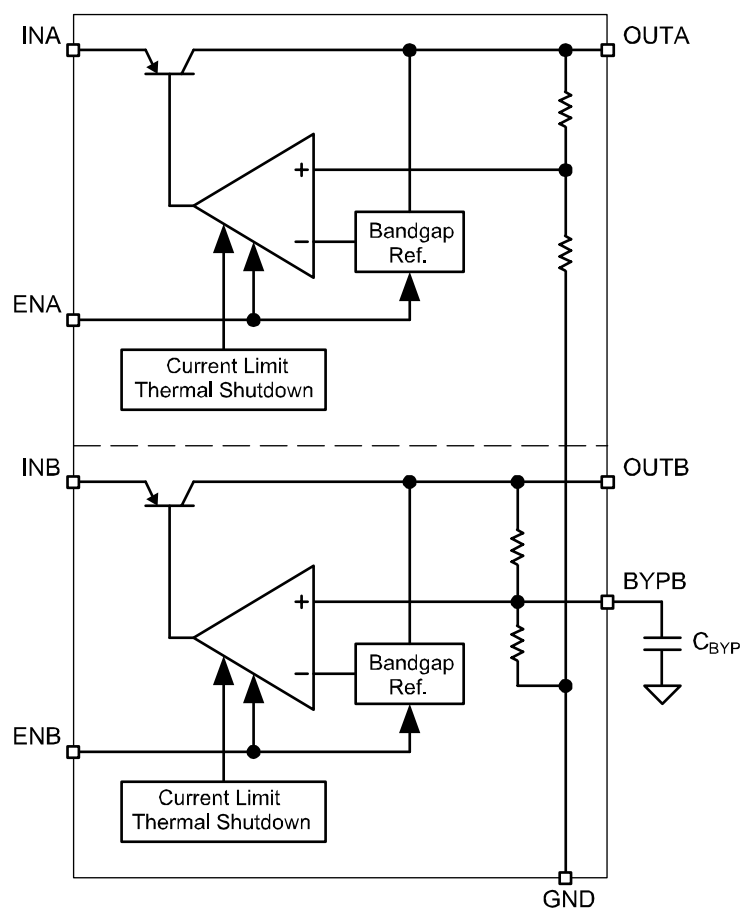 INA
OUTA
+
Bandgap
Ref.
−
ENA
Current Limit
Thermal Shutdown
INB
OUTB
+
BYPB
CBYP
Bandgap
Ref.
−
ENB
Current Limit
Thermal Shutdown
GND